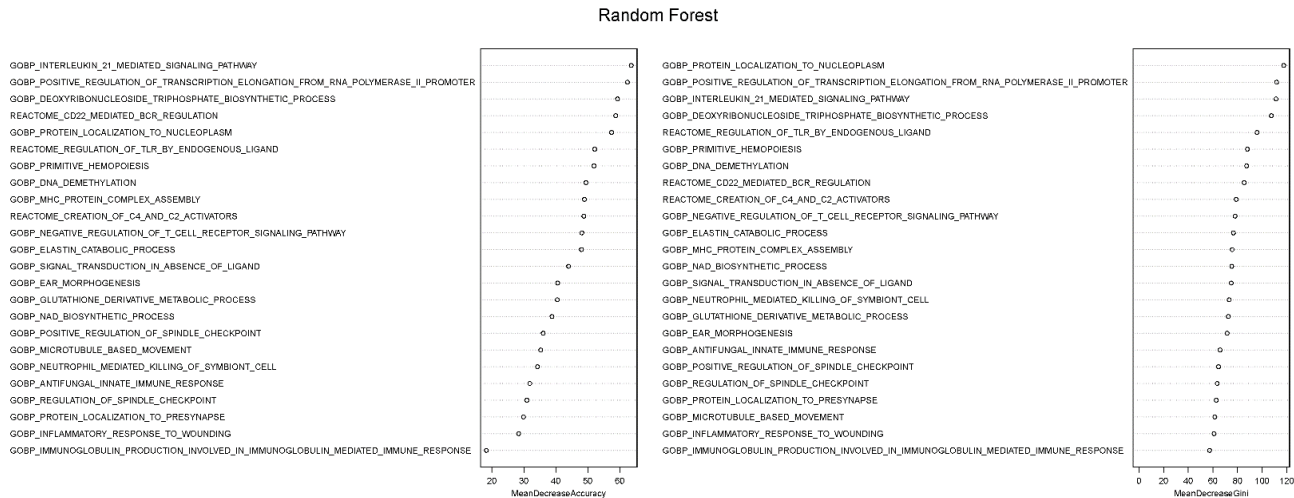 Random Forest
GOBP_INTERLEUKIN_21_MEDIATED_SIGNALING_PATHWAY
GOBP_POSITIVE_REGULATION_OF_TRANSCRIPTION_ELONGATION_FROM_RNA_POLYMERASE_II_PROMOTER
GOBP_DEOXYRIBONUCLEOSIDE_TRIPHOSPHATE_BIOSYNTHETIC_PROCESS
REACTOME_CD22_MEDIATED_BCR_REGULATION
GOBP_PROTEIN_LOCALIZATION_TO_NUCLEOPLASM
REACTOME_REGULATION_OF_TLR_BY_ENDOGENOUS_LIGAND
GOBP_PRIMITIVE_HEMOPOIESIS
GOBP_DNA_DEMETHYLATION
GOBP_MHC_PROTEIN_COMPLEX_ASSEMBLY
REACTOME_CREATION_OF_C4_AND_C2_ACTIVATORS
GOBP_NEGATIVE_REGULATION_OF_T_CELL_RECEPTOR_SIGNALING_PATHWAY
GOBP_ELASTIN_CATABOLIC_PROCESS
GOBP_SIGNAL_TRANSDUCTION_IN_ABSENCE_OF_LIGAND
GOBP_EAR_MORPHOGENESIS
GOBP_GLUTATHIONE_DERIVATIVE_METABOLIC_PROCESS
GOBP_NAD_BIOSYNTHETIC_PROCESS
GOBP_POSITIVE_REGULATION_OF_SPINDLE_CHECKPOINT
GOBP_MICROTUBULE_BASED_MOVEMENT
GOBP_NEUTROPHIL_MEDIATED_KILLING_OF_SYMBIONT_CELL
GOBP_ANTIFUNGAL_INNATE_IMMUNE_RESPONSE
GOBP_REGULATION_OF_SPINDLE_CHECKPOINT
GOBP_PROTEIN_LOCALIZATION_TO_PRESYNAPSE
GOBP_INFLAMMATORY_RESPONSE_TO_WOUNDING
GOBP_IMMUNOGLOBULIN_PRODUCTION_INVOLVED_IN_IMMUNOGLOBULIN_MEDIATED_IMMUNE_RESPONSE
20 30 40 50 60
MeanDecreaseAccuracy
GOBP_PROTEIN_LOCALIZATION_TO_NUCLEOPLASM
GOBP_POSITIVE_REGULATION_OF_TRANSCRIPTION_ELONGATION_FROM_RNA_POLYMERASE_II_PROMOTER
GOBP_INTERLEUKIN_21_MEDIATED_SIGNALING_PATHWAY
GOBP_DEOXYRIBONUCLEOSIDE_TRIPHOSPHATE_BIOSYNTHETIC_PROCESS
REACTOME_REGULATION_OF_TLR_BY_ENDOGENOUS_LIGAND
GOBP_PRIMITIVE_HEMOPOIESIS
GOBP_DNA_DEMETHYLATION
REACTOME_CD22_MEDIATED_BCR_REGULATION
REACTOME_CREATION_OF_C4_AND_C2_ACTIVATORS
GOBP_NEGATIVE_REGULATION_OF_T_CELL_RECEPTOR_SIGNALING_PATHWAY
GOBP_ELASTIN_CATABOLIC_PROCESS
GOBP_MHC_PROTEIN_COMPLEX_ASSEMBLY
GOBP_NAD_BIOSYNTHETIC_PROCESS
GOBP_SIGNAL_TRANSDUCTION_IN_ABSENCE_OF_LIGAND
GOBP_NEUTROPHIL_MEDIATED_KILLING_OF_SYMBIONT_CELL
GOBP_GLUTATHIONE_DERIVATIVE_METABOLIC_PROCESS
GOBP_EAR_MORPHOGENESIS
GOBP_ANTIFUNGAL_INNATE_IMMUNE_RESPONSE
GOBP_POSITIVE_REGULATION_OF_SPINDLE_CHECKPOINT
GOBP_REGULATION_OF_SPINDLE_CHECKPOINT
GOBP_PROTEIN_LOCALIZATION_TO_PRESYNAPSE
GOBP_MICROTUBULE_BASED_MOVEMENT
GOBP_INFLAMMATORY_RESPONSE_TO_WOUNDING
GOBP_IMMUNOGLOBULIN_PRODUCTION_INVOLVED_IN_IMMUNOGLOBULIN_MEDIATED_IMMUNE_RESPONSE
0 20 40 60 80 100 120
MeanDecreaseGini